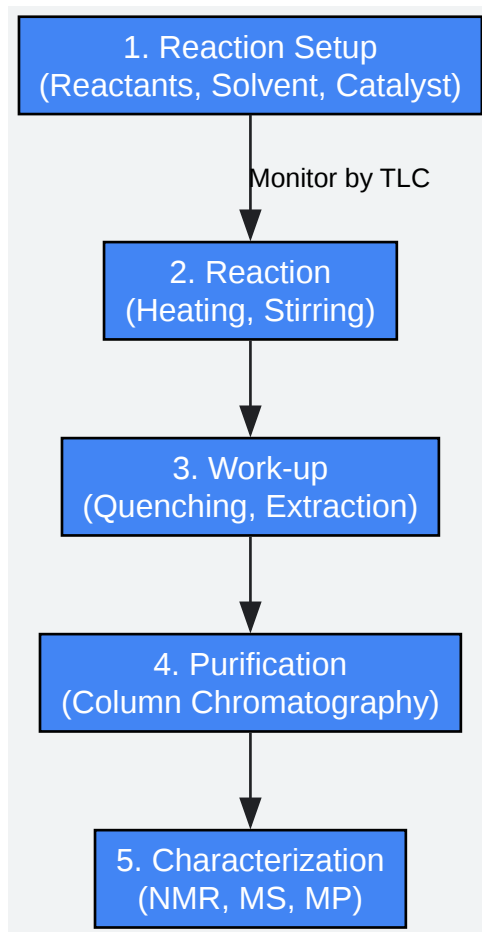 1. Reaction Setup
(Reactants, Solvent, Catalyst)
Monitor by TLC
2. Reaction
(Heating, Stirring)
3. Work-up
(Quenching, Extraction)
4. Purification
(Column Chromatography)
5. Characterization
(NMR, MS, MP)